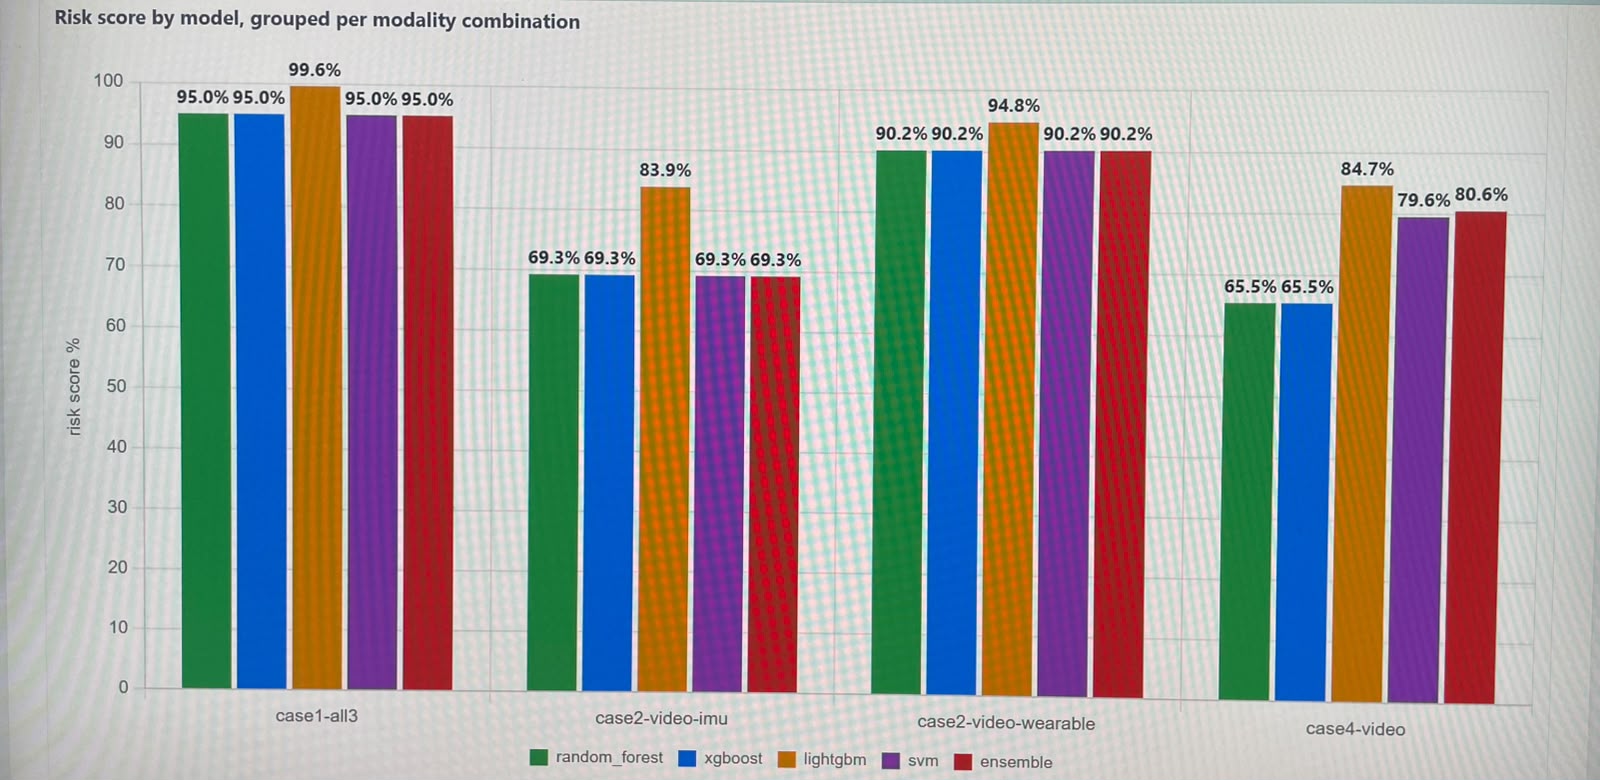 Risk score by model, grouped per modality combination
99.6%
95.0% 95.0% 95.0% 95.0%
83.9%
69.3% 69.3% 69.3% 69.3%
94.8%
90.2% 90.2% 90.2% 90.2%
84.7%
79.6% 80.6%
65.5% 65.5%
100
90
80
70
60
50
40
30
20
10
0
risk score %
case1-all3 case2-video-imu case2-video-wearable case4-video
random_forest xgboost lightgbm svm ensemble